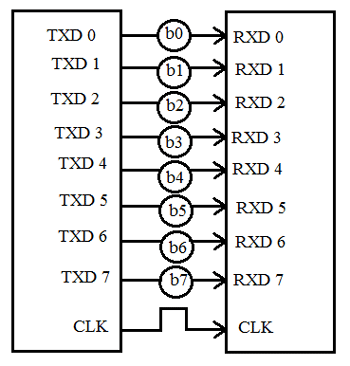 TXD 0 b0 RXD 0
TXD 1 b1 RXD 1
TXD 2 b2 RXD 2
TXD 3 b3 RXD 3
TXD 4 b4 RXD 4
TXD 5 b5 RXD 5
TXD 6 b6 RXD 6
TXD 7 b7 RXD 7
CLK CLK